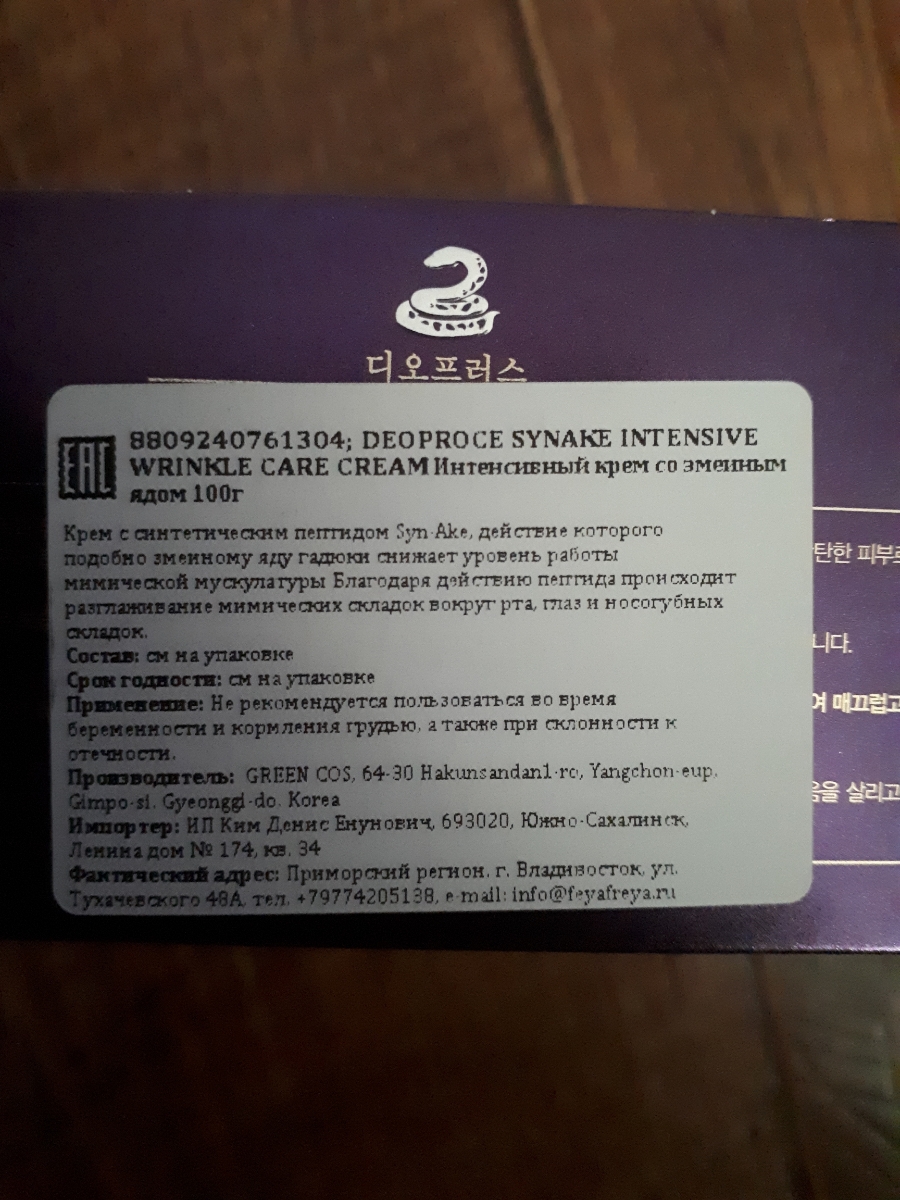 디오프러스
EAC
8809240761304; DEOPROCE SYNAKE INTENSIVE
WRINKLE CARE CREAM Интенсивный крем со змеиным
ядом 100г
Крем с синтетическим пептидом Syn-Ake, действие которого
подобно змеиному яду гадюки снижает уровень работы
мимической мускулатуры Благодаря действию пептида происходит
разглаживание мимических складок вокруг рта, глаз и носогубных
складок.
Состав: см на упаковке
Срок годности: см на упаковке
Применение: Не рекомендуется пользоваться во время
беременности и кормления грудью, а также при склонности к
отечности.
Производитель: GREEN COS, 64-30 Hakunsandan1-ro, Yangchon-eup,
Gimpo-si, Gyeonggi-do, Korea
Импортер: ИП Ким Денис Енунович, 693020, Южно-Сахалинск,
Ленина дом № 174, кв. 34
Фактический адрес: Приморский регион, г. Владивосток, ул.
Тухачевского 48А, тел. +79774205138, e-mail: info@feyafreya.ru
탄한 피부로
니다.
여 매끄럽고
음을 살리고